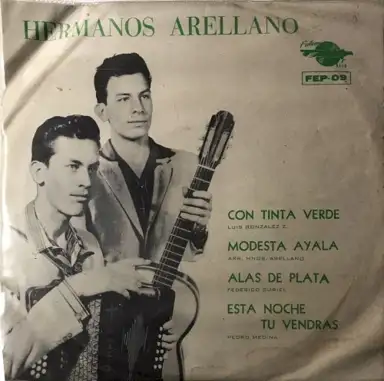 HERMANOS ARELLANO
FEP-09
CON TINTA VERDE
LUIS GONZALEZ Z.
MODESTA AYALA
ARR. HNOS. ARELLANO
ALAS DE PLATA
FEDERICO CURIEL
ESTA NOCHE
TU VENDRAS
PEDRO MEDINA